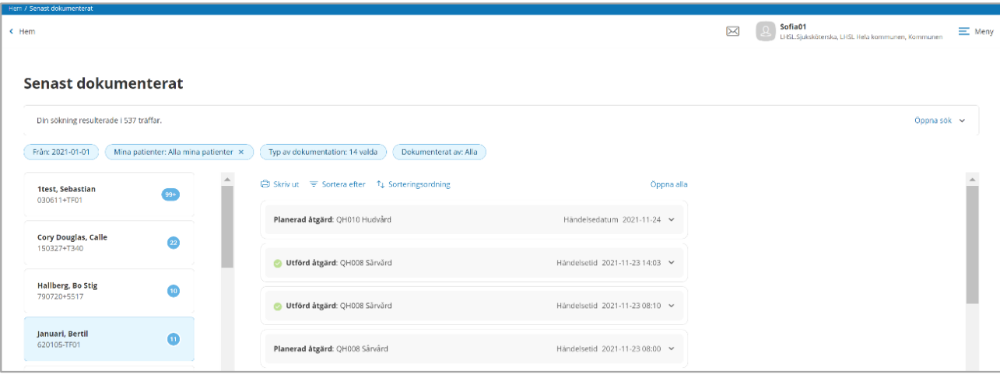 Hem / Senast dokumenterat
Hem
Sofia01
LHSL.Sjuksköterska, LHSL Hela kommunen, Kommunen
Meny
Senast dokumenterat
Din sökning resulterade i 537 träffar.
Öppna sök
Från: 2021-01-01
Mina patienter: Alla mina patienter ×
Typ av dokumentation: 14 valda
Dokumenterat av: Alla
1test, Sebastian
030611+TF01
99+
Cory Douglas, Calle
150327+T340
22
Hallberg, Bo Stig
790720+5517
10
Januari, Bertil
620105-TF01
11
Skriv ut Sortera efter Sorteringsordning Öppna alla
Planerad åtgärd: QH010 Hudvård Händelsedatum 2021-11-24
Utförd åtgärd: QH008 Sårvård Händelsetid 2021-11-23 14:03
Utförd åtgärd: QH008 Sårvård Händelsetid 2021-11-23 08:10
Planerad åtgärd: QH008 Sårvård Händelsetid 2021-11-23 08:00